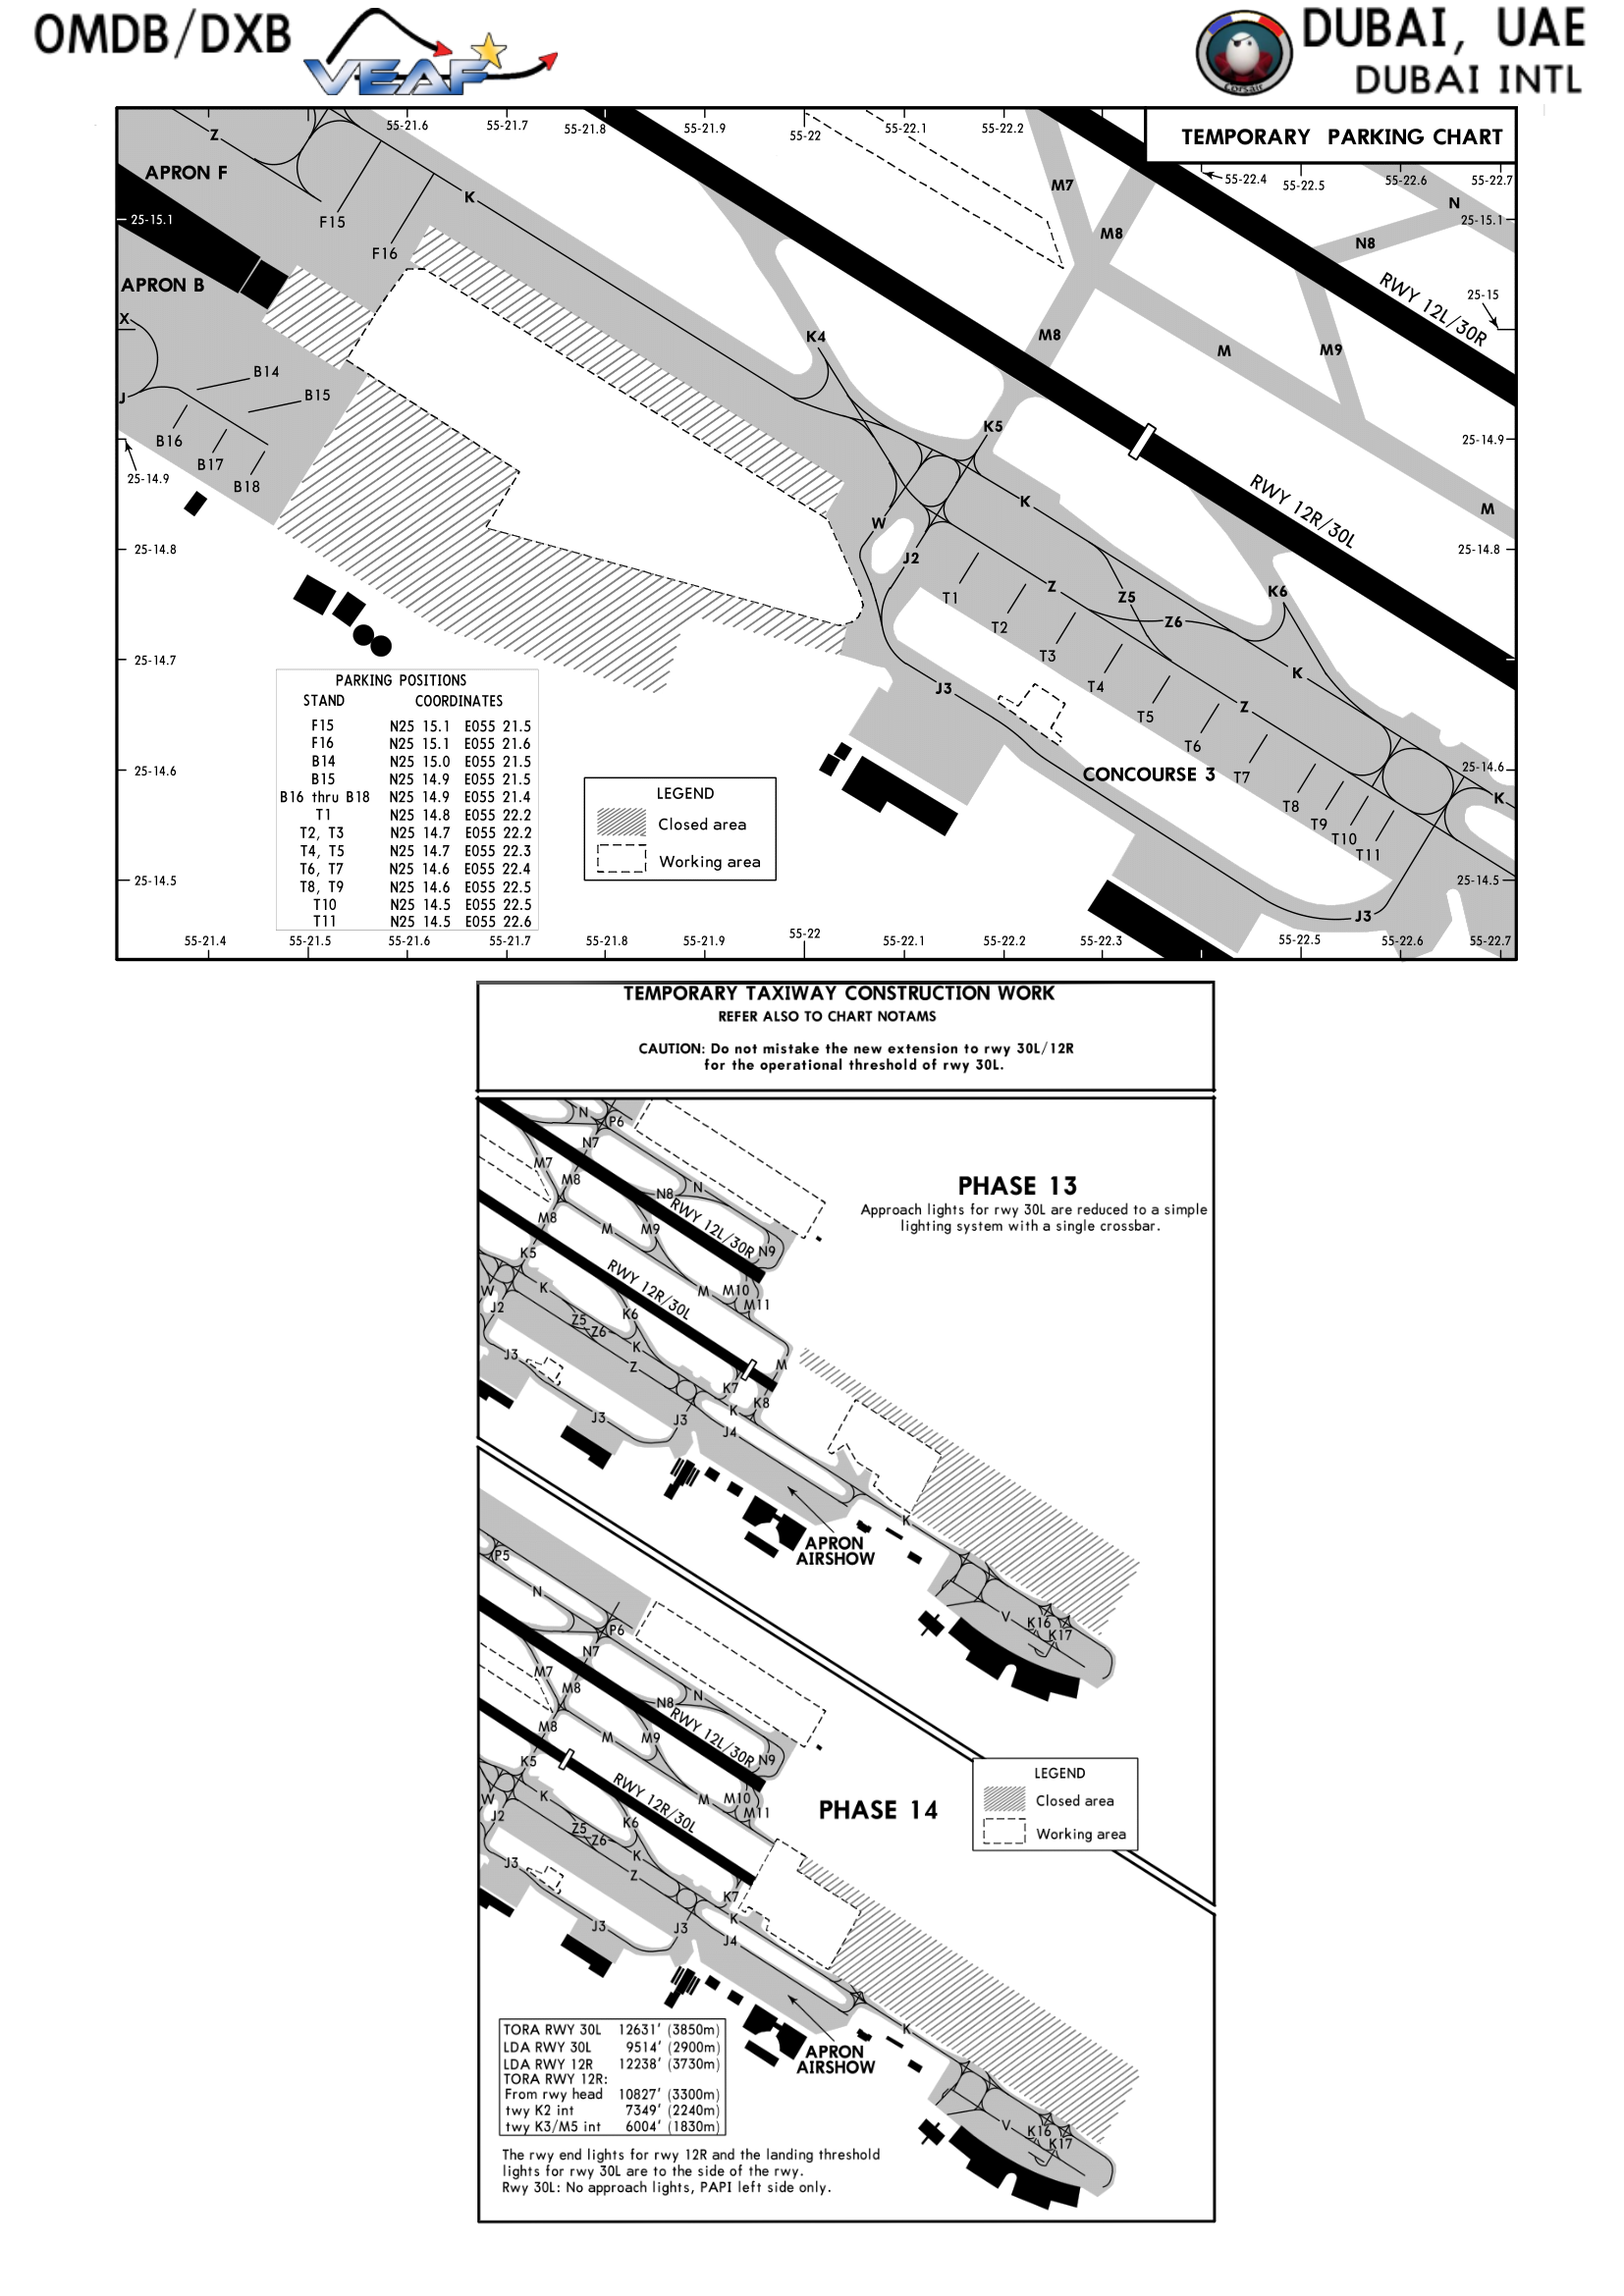 OMDB/DXB
VEAF
Corsair
DUBAI, UAE
DUBAI INTL
TEMPORARY PARKING CHART
55-21.6
55-21.7
55-21.8
55-21.9
55-22
55-22.1
55-22.2
55-22.4
55-22.5
55-22.6
55-22.7
Z
APRON F
25-15.1
F15
F16
K
M7
M8
N
25-15.1
N8
APRON B
X
J
B14
B15
B16
B17
B18
25-14.9
K4
M8
M
M9
RWY 12L/30R
25-15
K5
25-14.9
K
W
J2
RWY 12R/30L
M
25-14.8
25-14.8
T1
T2
T3
T4
T5
T6
T7
T8
T9
T10
T11
Z
Z5
Z6
K6
K
Z
25-14.7
J3
25-14.6
CONCOURSE 3
25-14.6
K
25-14.5
25-14.5
J3
PARKING POSITIONS
STAND COORDINATES
F15 N25 15.1 E055 21.5
F16 N25 15.1 E055 21.6
B14 N25 15.0 E055 21.5
B15 N25 14.9 E055 21.5
B16 thru B18 N25 14.9 E055 21.4
T1 N25 14.8 E055 22.2
T2, T3 N25 14.7 E055 22.2
T4, T5 N25 14.7 E055 22.3
T6, T7 N25 14.6 E055 22.4
T8, T9 N25 14.6 E055 22.5
T10 N25 14.5 E055 22.5
T11 N25 14.5 E055 22.6
LEGEND
Closed area
Working area
55-21.4
55-21.5
55-21.6
55-21.7
55-21.8
55-21.9
55-22
55-22.1
55-22.2
55-22.3
55-22.5
55-22.6
55-22.7
TEMPORARY TAXIWAY CONSTRUCTION WORK
REFER ALSO TO CHART NOTAMS
CAUTION: Do not mistake the new extension to rwy 30L/12R
for the operational threshold of rwy 30L.
N
P6
N7
M7
M8
N8
N
M8
M
M9
RWY 12L/30R
N9
K5
RWY 12R/30L
M
M10
M11
W
K
J2
Z5
Z6
K6
K
J3
Z
M
K7
K
K8
J3
J3
J4
PHASE 13
Approach lights for rwy 30L are reduced to a simple
lighting system with a single crossbar.
K
APRON
AIRSHOW
V
K16
K17
P5
N
P6
N7
M7
M8
N8
N
M8
M
M9
RWY 12L/30R
N9
K5
RWY 12R/30L
M
M10
M11
W
K
J2
Z5
Z6
K6
K
J3
Z
K7
K
J3
J3
J4
PHASE 14
LEGEND
Closed area
Working area
K
APRON
AIRSHOW
V
K16
K17
TORA RWY 30L 12631' (3850m)
LDA RWY 30L 9514' (2900m)
LDA RWY 12R 12238' (3730m)
TORA RWY 12R:
From rwy head 10827' (3300m)
twy K2 int 7349' (2240m)
twy K3/M5 int 6004' (1830m)
The rwy end lights for rwy 12R and the landing threshold
lights for rwy 30L are to the side of the rwy.
Rwy 30L: No approach lights, PAPI left side only.